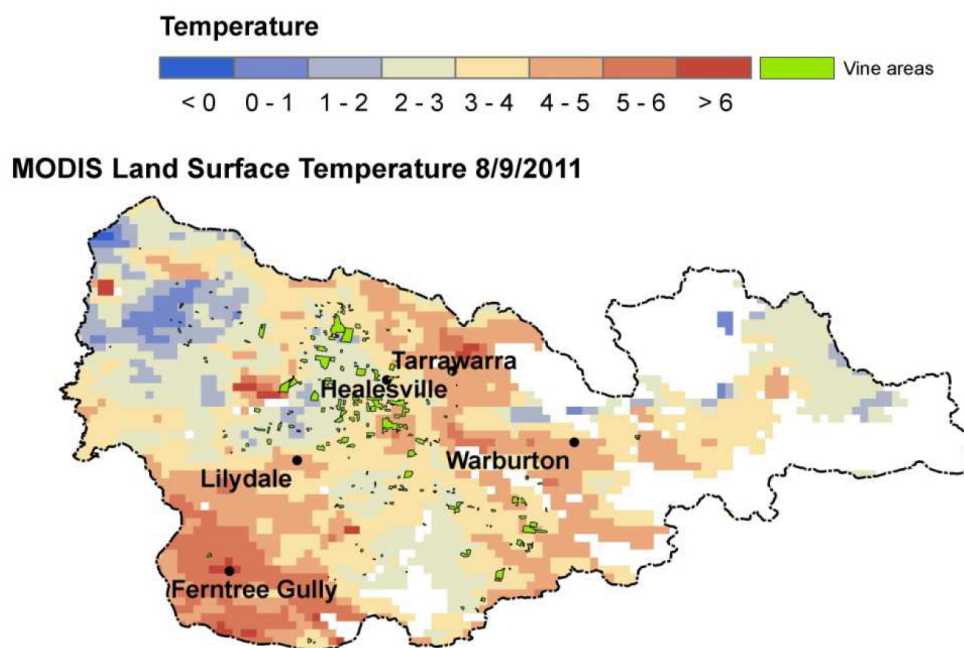 Temperature
Vine areas
< 0 0 - 1 1 - 2 2 - 3 3 - 4 4 - 5 5 - 6 > 6
MODIS Land Surface Temperature 8/9/2011
Tarrawarra
Healesville
Warburton
Lilydale
Ferntree Gully